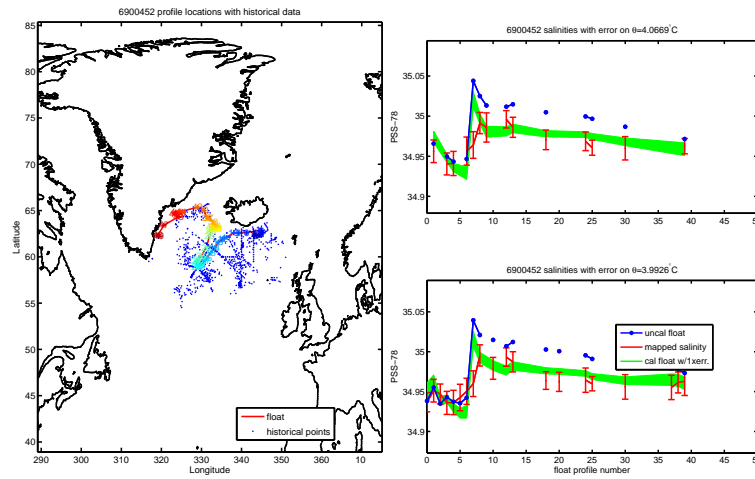 6900452 profile locations with historical data
85
80
75
70
65
60
55
50
45
40
290 300 310 320 330 340 350 360 10
Latitude
Longitude
float
historical points
6900452 salinities with error on θ=4.0669°C
35.05
35
34.95
34.9
PSS−78
0 5 10 15 20 25 30 35 40 45 50
6900452 salinities with error on θ=3.9926°C
35.05
35
34.95
34.9
PSS−78
uncal float
mapped salinity
cal float w/1xerr.
0 5 10 15 20 25 30 35 40 45 50
float profile number